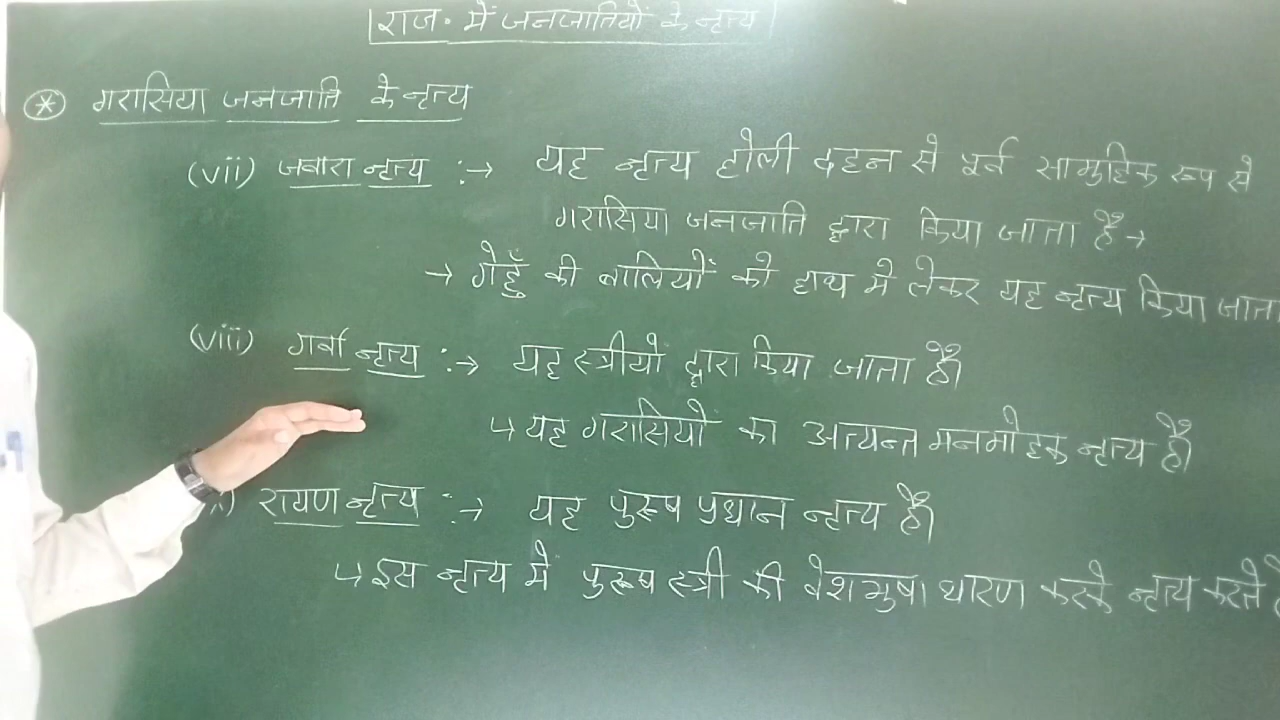 राज. में जनजातियों के नृत्य
* गरासिया जनजाति के नृत्य
(vii) जवारा नृत्य :→ यह नृत्य होली दहन से पूर्व सामुहिक रूप से
गरासिया जनजाति द्वारा किया जाता है →
→ गेहूँ की बालियों को हाथ में लेकर यह नृत्य किया जाता
(viii) गर्वा नृत्य :→ यह स्त्रीयों द्वारा किया जाता है।
↳ यह गरासियों का अत्यन्त मनमोहक नृत्य है।
रायण नृत्य :→ यह पुरूष प्रधान नृत्य है।
↳ इस नृत्य में पुरूष स्त्री की वेशभुषा धारण करके नृत्य करते